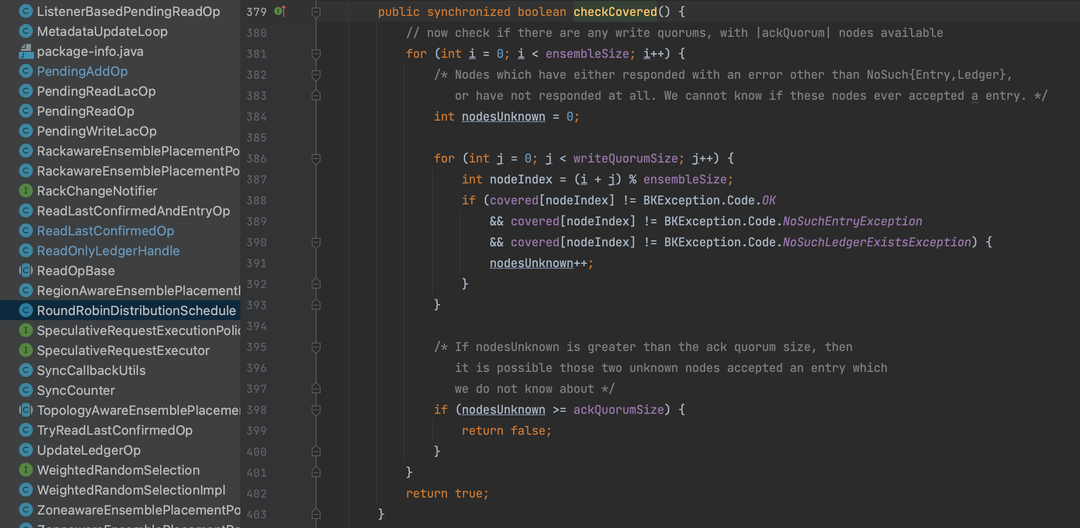 ListenerBasedPendingReadOp
MetadataUpdateLoop
package-info.java
PendingAddOp
PendingReadLacOp
PendingReadOp
PendingWriteLacOp
RackawareEnsemblePlacementPo
RackawareEnsemblePlacementPo
RackChangeNotifier
ReadLastConfirmedAndEntryOp
ReadLastConfirmedOp
ReadOnlyLedgerHandle
ReadOpBase
RegionAwareEnsemblePlacement
RoundRobinDistributionSchedule
SpeculativeRequestExecutionPolic
SpeculativeRequestExecutor
SyncCallbackUtils
SyncCounter
TopologyAwareEnsemblePlaceme
TryReadLastConfirmedOp
UpdateLedgerOp
WeightedRandomSelection
WeightedRandomSelectionImpl
ZoneawareEnsemblePlacementPo
379 public synchronized boolean checkCovered() {
380 // now check if there are any write quorums, with |ackQuorum| nodes available
381 for (int i = 0; i < ensembleSize; i++) {
382 /* Nodes which have either responded with an error other than NoSuch{Entry,Ledger},
383 or have not responded at all. We cannot know if these nodes ever accepted a entry. */
384 int nodesUnknown = 0;
385
386 for (int j = 0; j < writeQuorumSize; j++) {
387 int nodeIndex = (i + j) % ensembleSize;
388 if (covered[nodeIndex] != BKException.Code.OK
389 && covered[nodeIndex] != BKException.Code.NoSuchEntryException
390 && covered[nodeIndex] != BKException.Code.NoSuchLedgerExistsException) {
391 nodesUnknown++;
392 }
393 }
394
395 /* If nodesUnknown is greater than the ack quorum size, then
396 it is possible those two unknown nodes accepted an entry which
397 we do not know about */
398 if (nodesUnknown >= ackQuorumSize) {
399 return false;
400 }
401 }
402 return true;
403 }